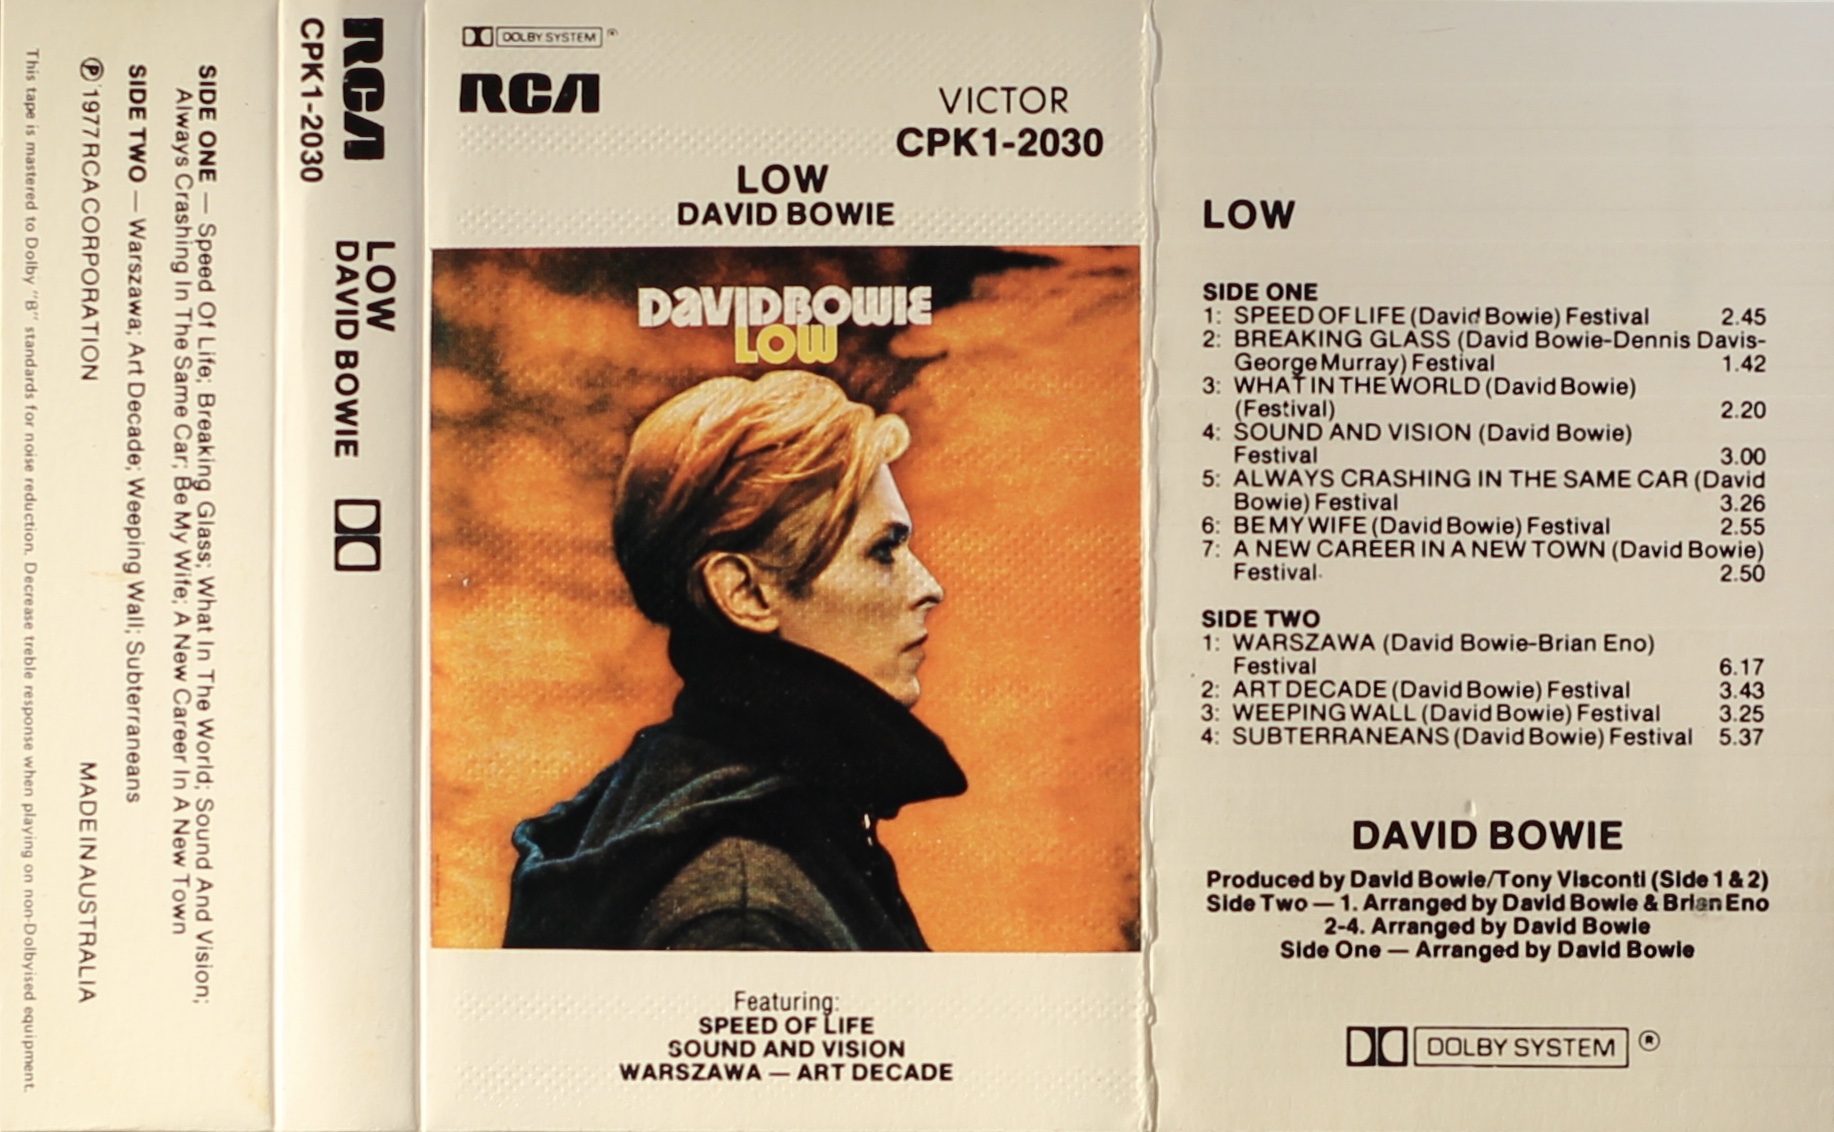 SIDE ONE — Speed Of Life; Breaking Glass; What In The World; Sound And Vision;
Always Crashing In The Same Car; Be My Wife; A New Career In A New Town
SIDE TWO — Warszawa; Art Decade; Weeping Wall; Subterraneans
Ⓟ 1977 RCA CORPORATION MADE IN AUSTRALIA
This tape is mastered to Dolby "B" standards for noise reduction. Decrease treble response when playing on non-Dolbyised equipment.
RCA
CPK1-2030
LOW
DAVID BOWIE
DOLBY SYSTEM ®
RCA
VICTOR
CPK1-2030
LOW
DAVID BOWIE
DAVID BOWIE
LOW
Featuring:
SPEED OF LIFE
SOUND AND VISION
WARSZAWA — ART DECADE
LOW
SIDE ONE
1: SPEED OF LIFE (David Bowie) Festival 2.45
2: BREAKING GLASS (David Bowie-Dennis Davis-
George Murray) Festival 1.42
3: WHAT IN THE WORLD (David Bowie)
(Festival) 2.20
4: SOUND AND VISION (David Bowie)
Festival 3.00
5: ALWAYS CRASHING IN THE SAME CAR (David
Bowie) Festival 3.26
6: BE MY WIFE (David Bowie) Festival 2.55
7: A NEW CAREER IN A NEW TOWN (David Bowie)
Festival. 2.50
SIDE TWO
1: WARSZAWA (David Bowie-Brian Eno)
Festival 6.17
2: ART DECADE (David Bowie) Festival 3.43
3: WEEPING WALL (David Bowie) Festival 3.25
4: SUBTERRANEANS (David Bowie) Festival 5.37
DAVID BOWIE
Produced by David Bowie/Tony Visconti (Side 1 & 2)
Side Two — 1. Arranged by David Bowie & Brian Eno
2-4. Arranged by David Bowie
Side One — Arranged by David Bowie
DOLBY SYSTEM ®